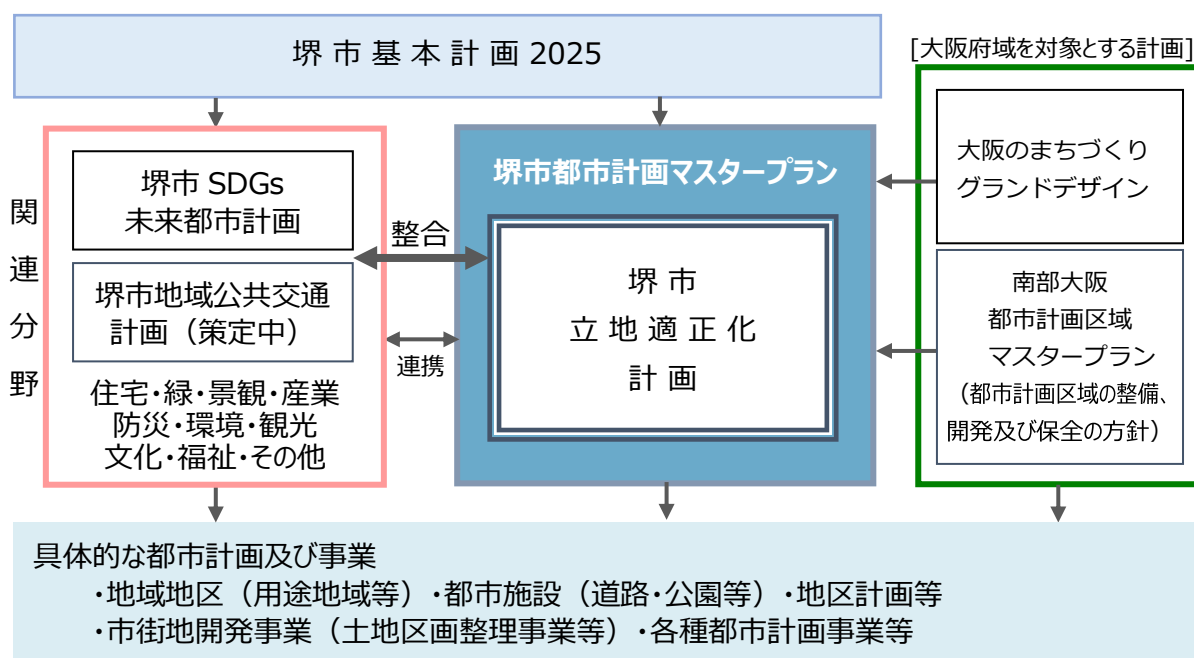 堺市基本計画 2025
[大阪府域を対象とする計画]
関連分野
堺市 SDGs
未来都市計画
堺市地域公共交通
計画（策定中）
住宅・緑・景観・産業
防災・環境・観光
文化・福祉・その他
整合
連携
堺市都市計画マスタープラン
堺市
立地適正化
計画
大阪のまちづくり
グランドデザイン
南部大阪
都市計画区域
マスタープラン
（都市計画区域の整備、
開発及び保全の方針）
具体的な都市計画及び事業
・地域地区（用途地域等）・都市施設（道路・公園等）・地区計画等
・市街地開発事業（土地区画整理事業等）・各種都市計画事業等